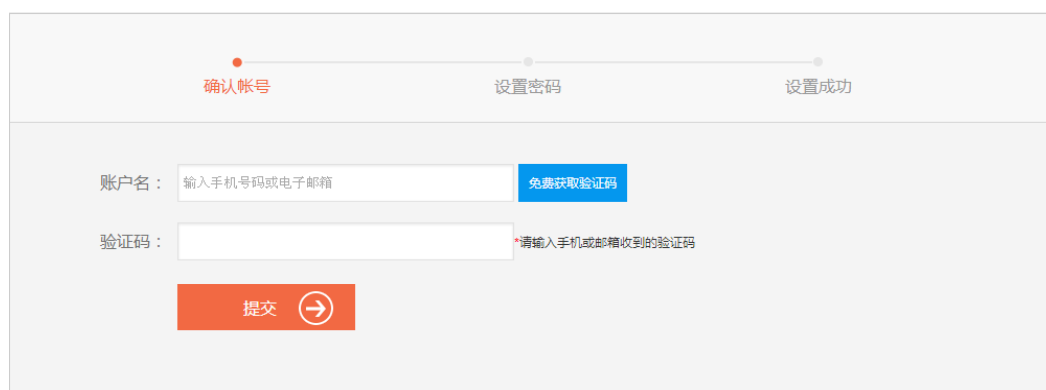 确认帐号 设置密码 设置成功
账户名： 输入手机号码或电子邮箱 免费获取验证码
验证码： *请输入手机或邮箱收到的验证码
提交